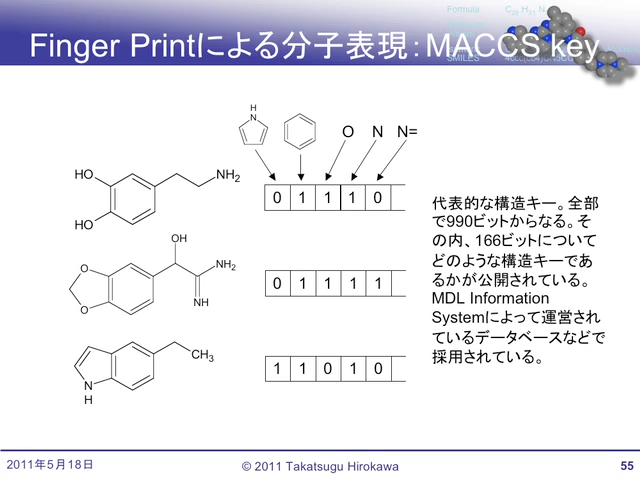 Formula
Finger Printによる分子表現：MACCS key
SMILES
H
N
O N N=
HO
NH2
HO
0 1 1 1 0
OH
O
NH2
O
NH
0 1 1 1 1
CH3
N
H
1 1 0 1 0
代表的な構造キー。全部
で990ビットからなる。そ
の内、166ビットについて
どのような構造キーであ
るかが公開されている。
MDL Information
Systemによって運営され
ているデータベースなどで
採用されている。
2011年5月18日
© 2011 Takatsugu Hirokawa
55